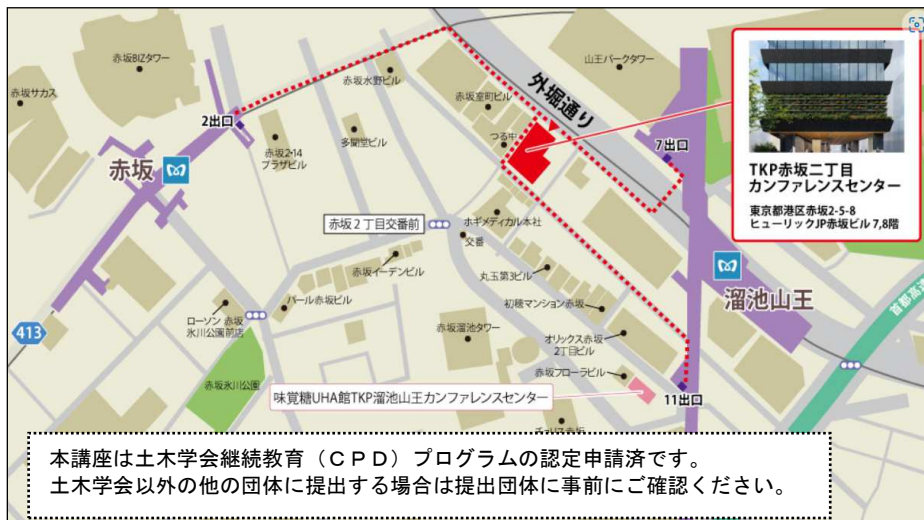 赤坂BIZタワー
赤坂サカス
2出口
赤坂
赤坂2-14
プラザビル
赤坂水野ビル
多聞堂ビル
赤坂室町ビル
つる中
外堀通り
山王パークタワー
7出口
TKP赤坂二丁目
カンファレンスセンター
東京都港区赤坂2-5-8
ヒューリックJP赤坂ビル7,8階
赤坂2丁目交番前
ホギメディカル本社
交番
赤坂イーデンビル
丸玉第3ビル
溜池山王
首都高速
パール赤坂ビル
ローソン 赤坂
氷川公園前店
413
初穂マンション赤坂
赤坂溜池タワー
オリックス赤坂
2丁目ビル
赤坂氷川公園
赤坂フローラビル
味覚糖UHA館TKP溜池山王カンファレンスセンター
11出口
本講座は土木学会継続教育（ＣＰＤ）プログラムの認定申請済です。
土木学会以外の他の団体に提出する場合は提出団体に事前にご確認ください。